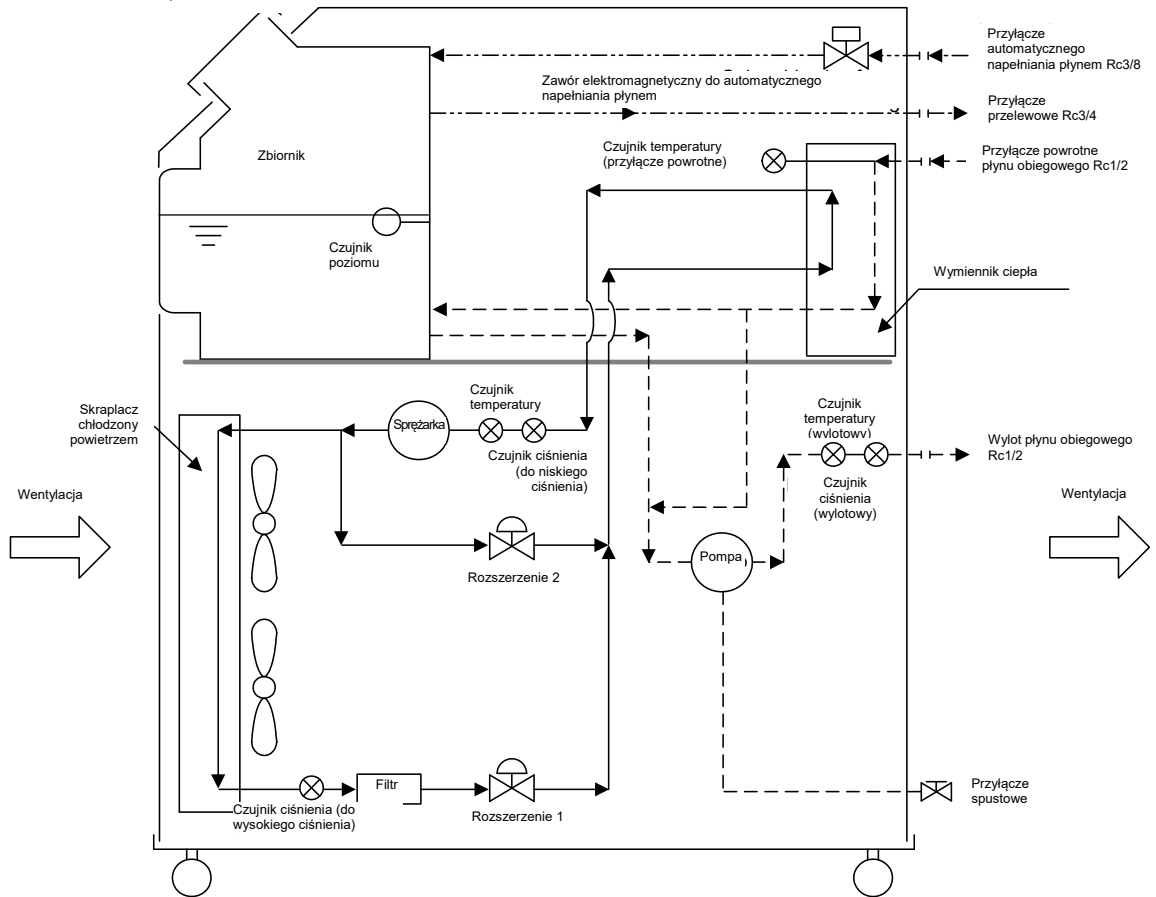 Przyłącze
automatycznego
napełniania płynem Rc3/8
Zawór elektromagnetyczny do automatycznego
napełniania płynem
Przyłącze
przelewowe Rc3/4
Zbiornik
Czujnik temperatury
(przyłącze powrotne)
Przyłącze powrotne
płynu obiegowego Rc1/2
Czujnik
poziomu
Wymiennik ciepła
Skraplacz
chłodzony
powietrzem
Sprężarka
Czujnik
temperatury
Czujnik ciśnienia
(do niskiego
ciśnienia)
Czujnik
temperatury
(wylotowy)
Wylot płynu obiegowego
Rc1/2
Czujnik
ciśnienia
(wylotowy)
Wentylacja
Wentylacja
Rozszerzenie 2
Pompa
Filtr
Czujnik ciśnienia (do
wysokiego ciśnienia)
Rozszerzenie 1
Przyłącze
spustowe